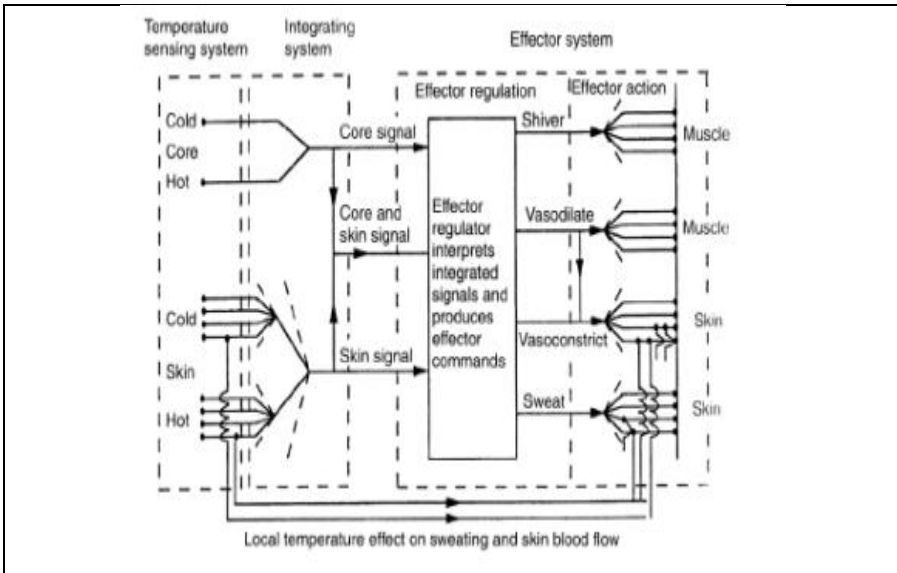 Temperature
sensing system
Integrating
system
Effector system
Effector regulation
Effector action
Cold
Core
Hot
Core signal
Core and
skin signal
Cold
Skin
Hot
Skin signal
Effector
regulator
interprets
integrated
signals and
produces
effector
commands
Shiver
Vasodilate
Vasoconstrict
Sweat
Muscle
Muscle
Skin
Skin
Local temperature effect on sweating and skin blood flow